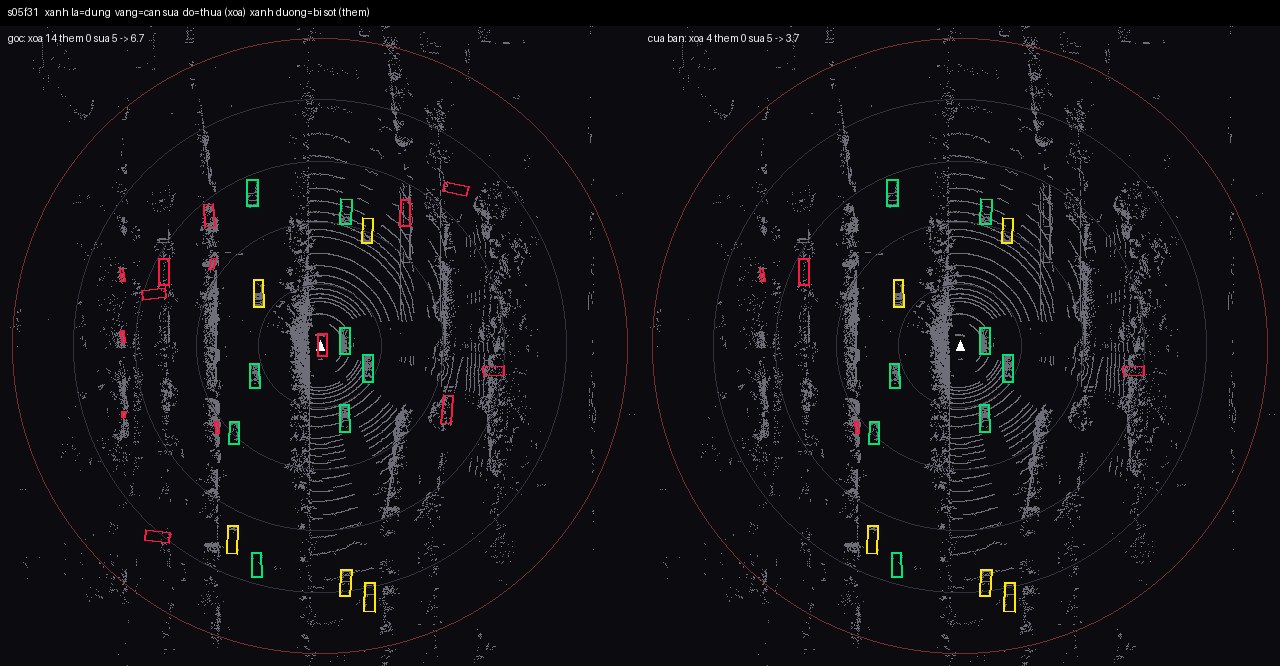 s05f31 xanh la=dung vang=can sua do=thua (xoa) xanh duong=bi sot (them)
goc: xoa 14 them 0 sua 5 -> 6.7
cua ban: xoa 4 them 0 sua 5 -> 3.7